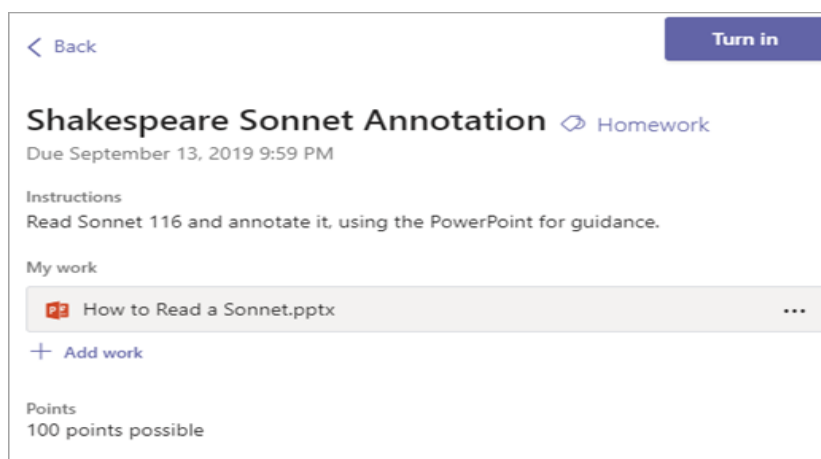 Back
Turn in
Shakespeare Sonnet Annotation Homework
Due September 13, 2019 9:59 PM
Instructions
Read Sonnet 116 and annotate it, using the PowerPoint for guidance.
My work
How to Read a Sonnet.pptx
Add work
Points
100 points possible